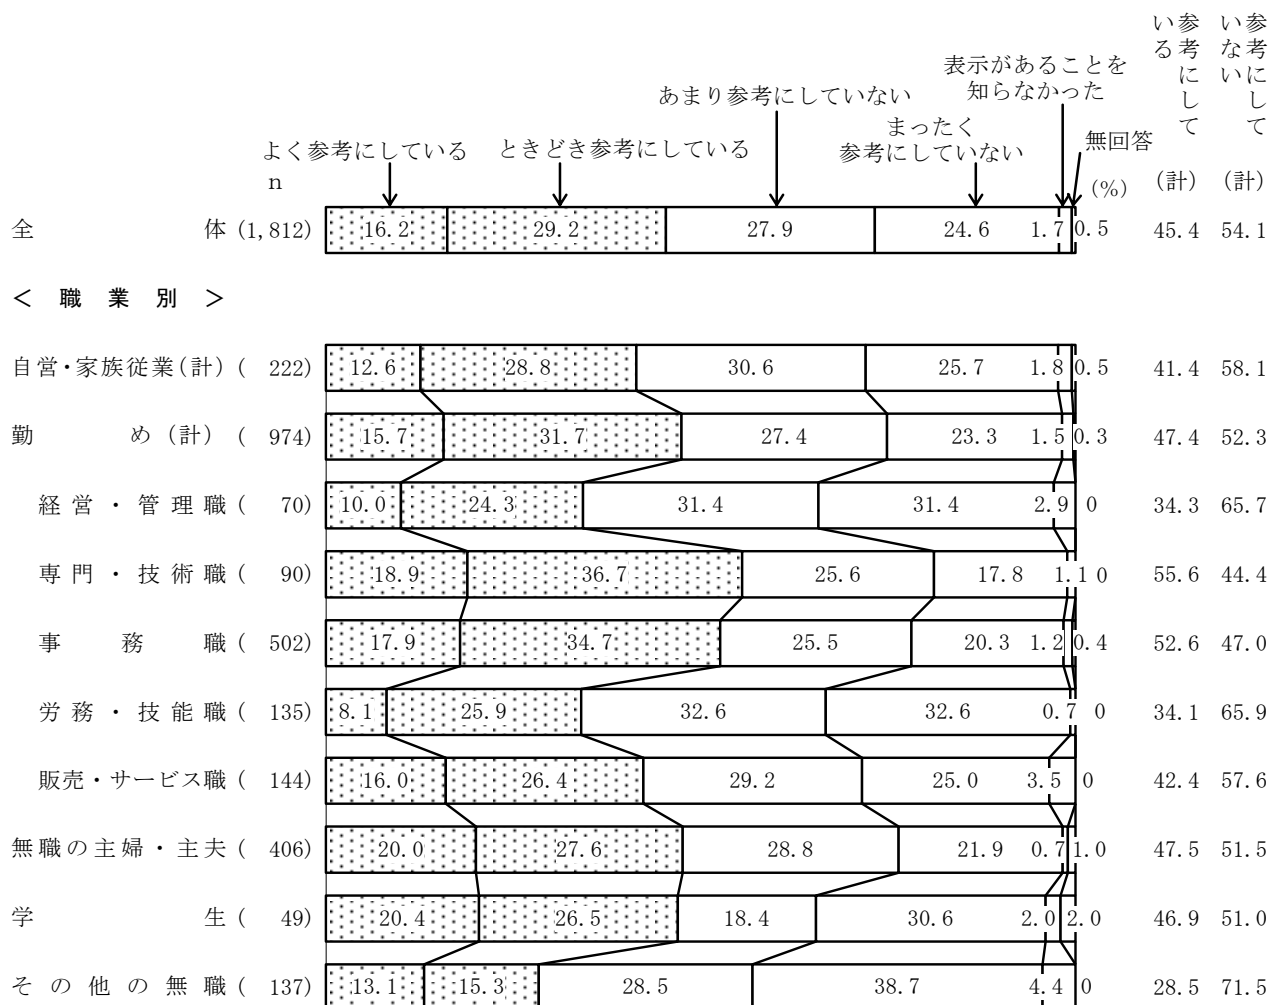 参考にしている（計）
参考にしていない（計）
表示があることを
知らなかった
あまり参考にしていない
まったく
参考にしていない
無回答
よく参考にしている
ときどき参考にしている
n
(%)
全体 (1,812) 16.2 29.2 27.9 24.6 1.7 0.5 45.4 54.1
＜職業別＞
自営・家族従業(計) ( 222) 12.6 28.8 30.6 25.7 1.8 0.5 41.4 58.1
勤め（計） ( 974) 15.7 31.7 27.4 23.3 1.5 0.3 47.4 52.3
経営・管理職 ( 70) 10.0 24.3 31.4 31.4 2.9 0 34.3 65.7
専門・技術職 ( 90) 18.9 36.7 25.6 17.8 1.1 0 55.6 44.4
事務職 ( 502) 17.9 34.7 25.5 20.3 1.2 0.4 52.6 47.0
労務・技能職 ( 135) 8.1 25.9 32.6 32.6 0.7 0 34.1 65.9
販売・サービス職 ( 144) 16.0 26.4 29.2 25.0 3.5 0 42.4 57.6
無職の主婦・主夫 ( 406) 20.0 27.6 28.8 21.9 0.7 1.0 47.5 51.5
学生 ( 49) 20.4 26.5 18.4 30.6 2.0 2.0 46.9 51.0
その他の無職 ( 137) 13.1 15.3 28.5 38.7 4.4 0 28.5 71.5